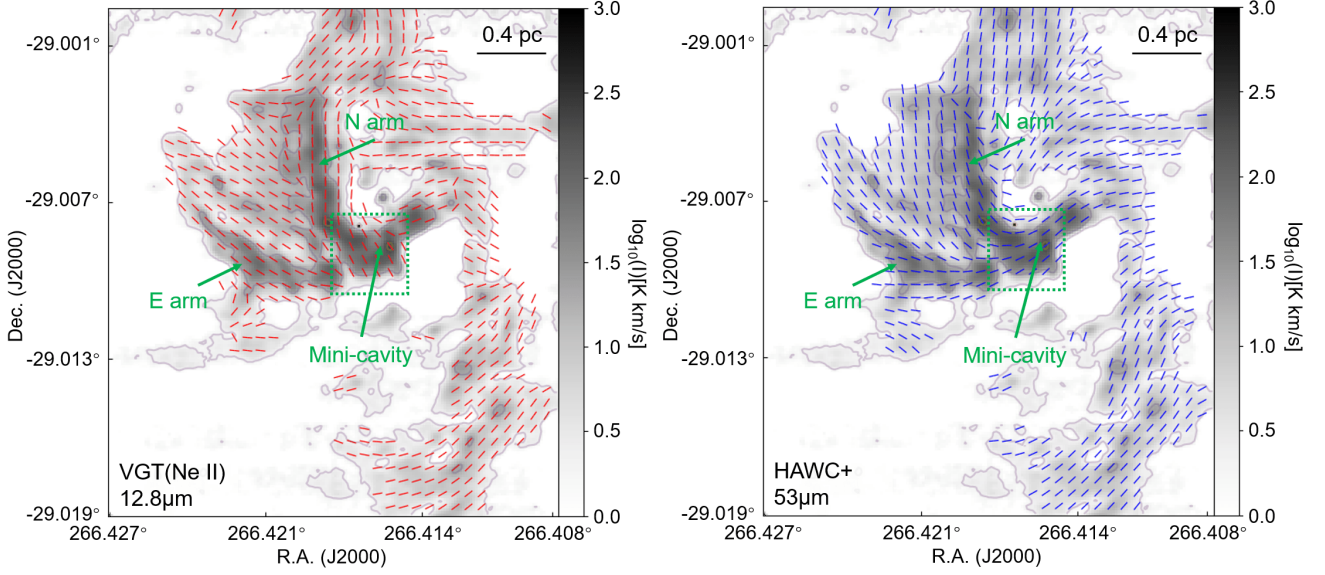 -29.001°
-29.007°
-29.013°
-29.019°
Dec. (J2000)
0.4 pc
N arm
E arm
Mini-cavity
VGT(Ne II)
12.8μm
266.427°
266.421°
266.414°
266.408°
R.A. (J2000)
3.0
2.5
2.0
1.5
1.0
0.5
0.0
log₁₀(I)[K km/s]
-29.001°
-29.007°
-29.013°
-29.019°
Dec. (J2000)
0.4 pc
N arm
E arm
Mini-cavity
HAWC+
53μm
266.427°
266.421°
266.414°
266.408°
R.A. (J2000)
3.0
2.5
2.0
1.5
1.0
0.5
0.0
log₁₀(I)[K km/s]